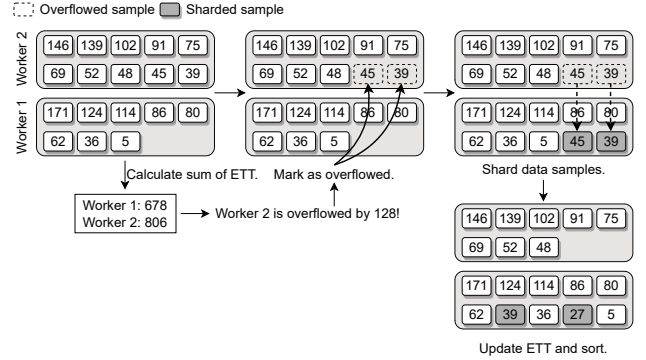 Overflowed sample Sharded sample
Worker 2
146 139 102 91 75
69 52 48 45 39
Worker 1
171 124 114 86 80
62 36 5
146 139 102 91 75
69 52 48 45 39
171 124 114 86 80
62 36 5
146 139 102 91 75
69 52 48 45 39
171 124 114 86 80
62 36 5 45 39
Calculate sum of ETT.
Mark as overflowed.
Shard data samples.
Worker 1: 678
Worker 2: 806
Worker 2 is overflowed by 128!
146 139 102 91 75
69 52 48
171 124 114 86 80
62 39 36 27 5
Update ETT and sort.